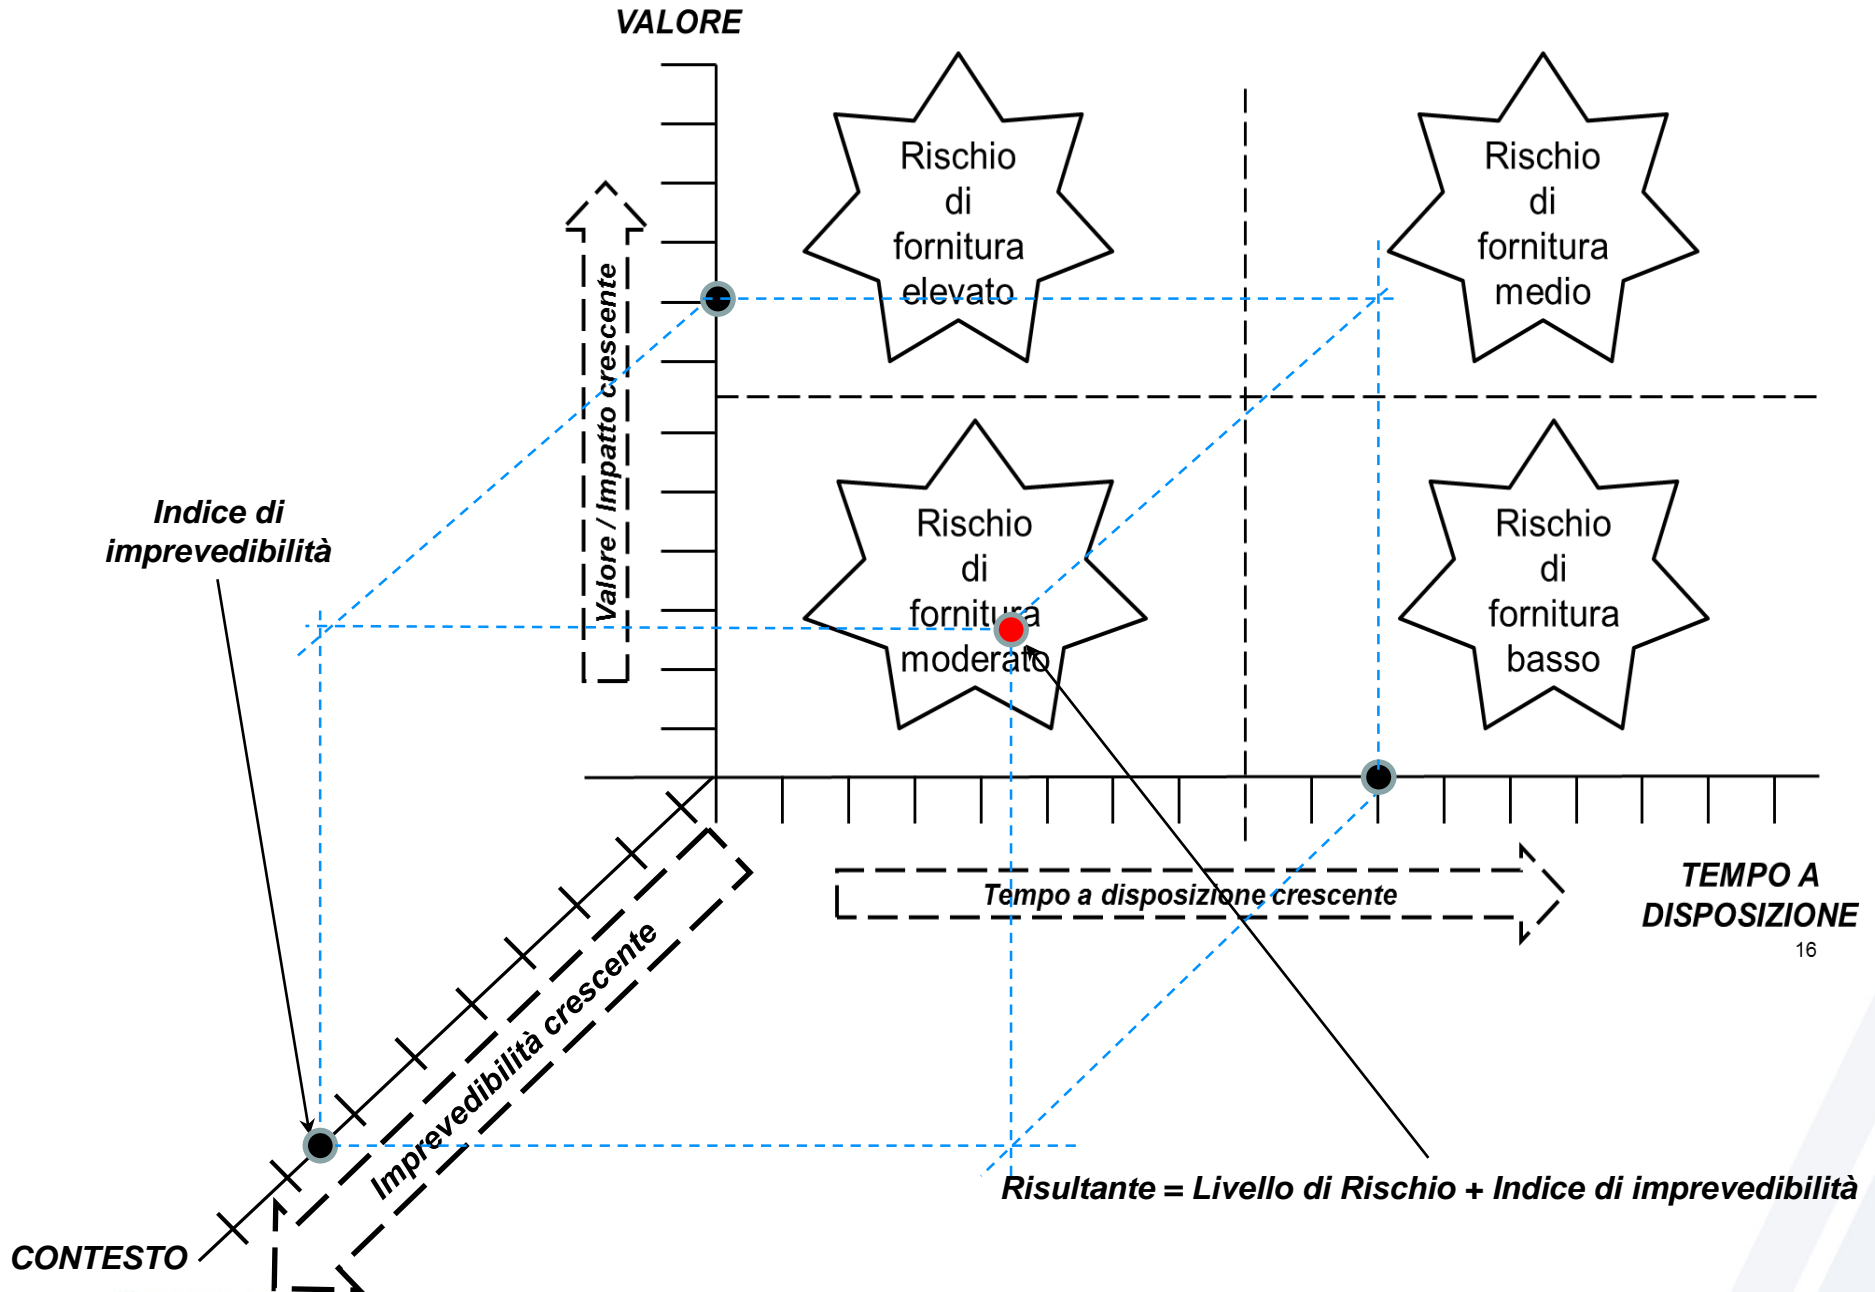 VALORE
Rischio
di
fornitura
elevato
Rischio
di
fornitura
medio
Valore / Impatto crescente
Indice di
imprevedibilità
Rischio
di
fornitura
moderato
Rischio
di
fornitura
basso
Tempo a disposizione crescente
TEMPO A
DISPOSIZIONE
16
Imprevedibilità crescente
Risultante = Livello di Rischio + Indice di imprevedibilità
CONTESTO